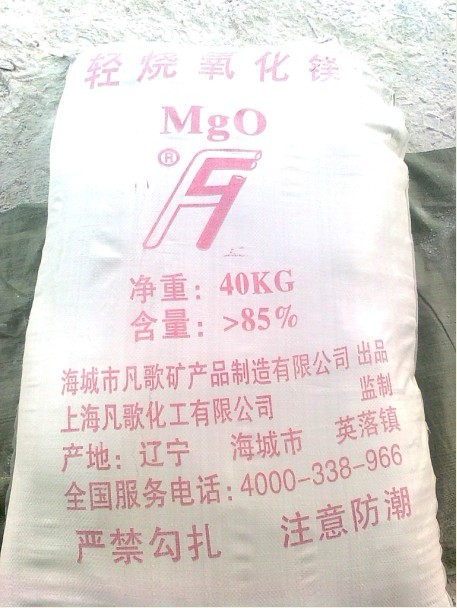 轻烧氧化镁
MgO
®
净重：40KG
含量：>85%
海城市凡歌矿产品制造有限公司 出品
上海凡歌化工有限公司 监制
产地：辽宁 海城市 英落镇
全国服务电话：4000-338-966
严禁勾扎 注意防潮